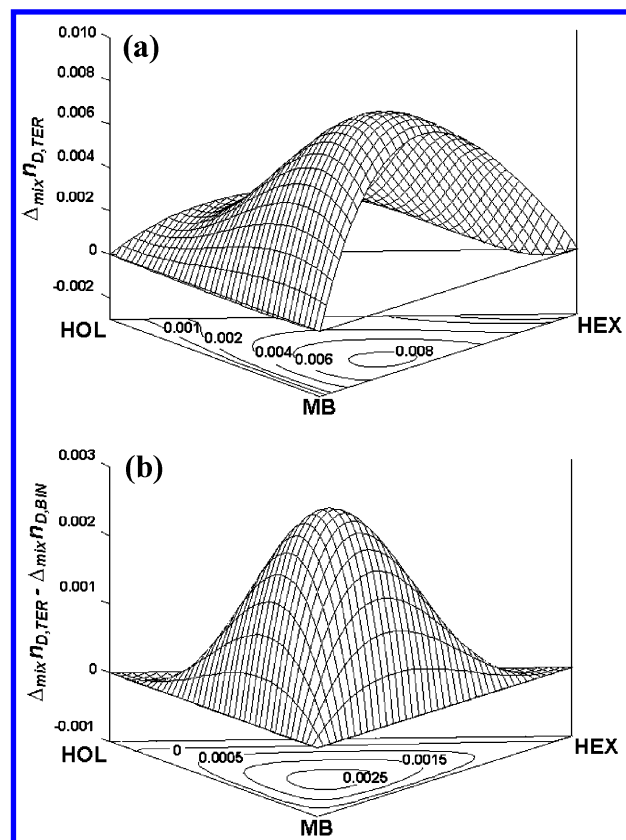 (a)
0.010
0.008
0.006
0.004
0.002
0
-0.002
Δmix nD,TER
HOL
HEX
MB
0.001
0.002
0.004
0.006
0.008
(b)
0.003
0.002
0.001
0
-0.001
Δmix nD,TER - Δmix nD,BIN
HOL
HEX
MB
0
0.0005
0.0015
0.0025